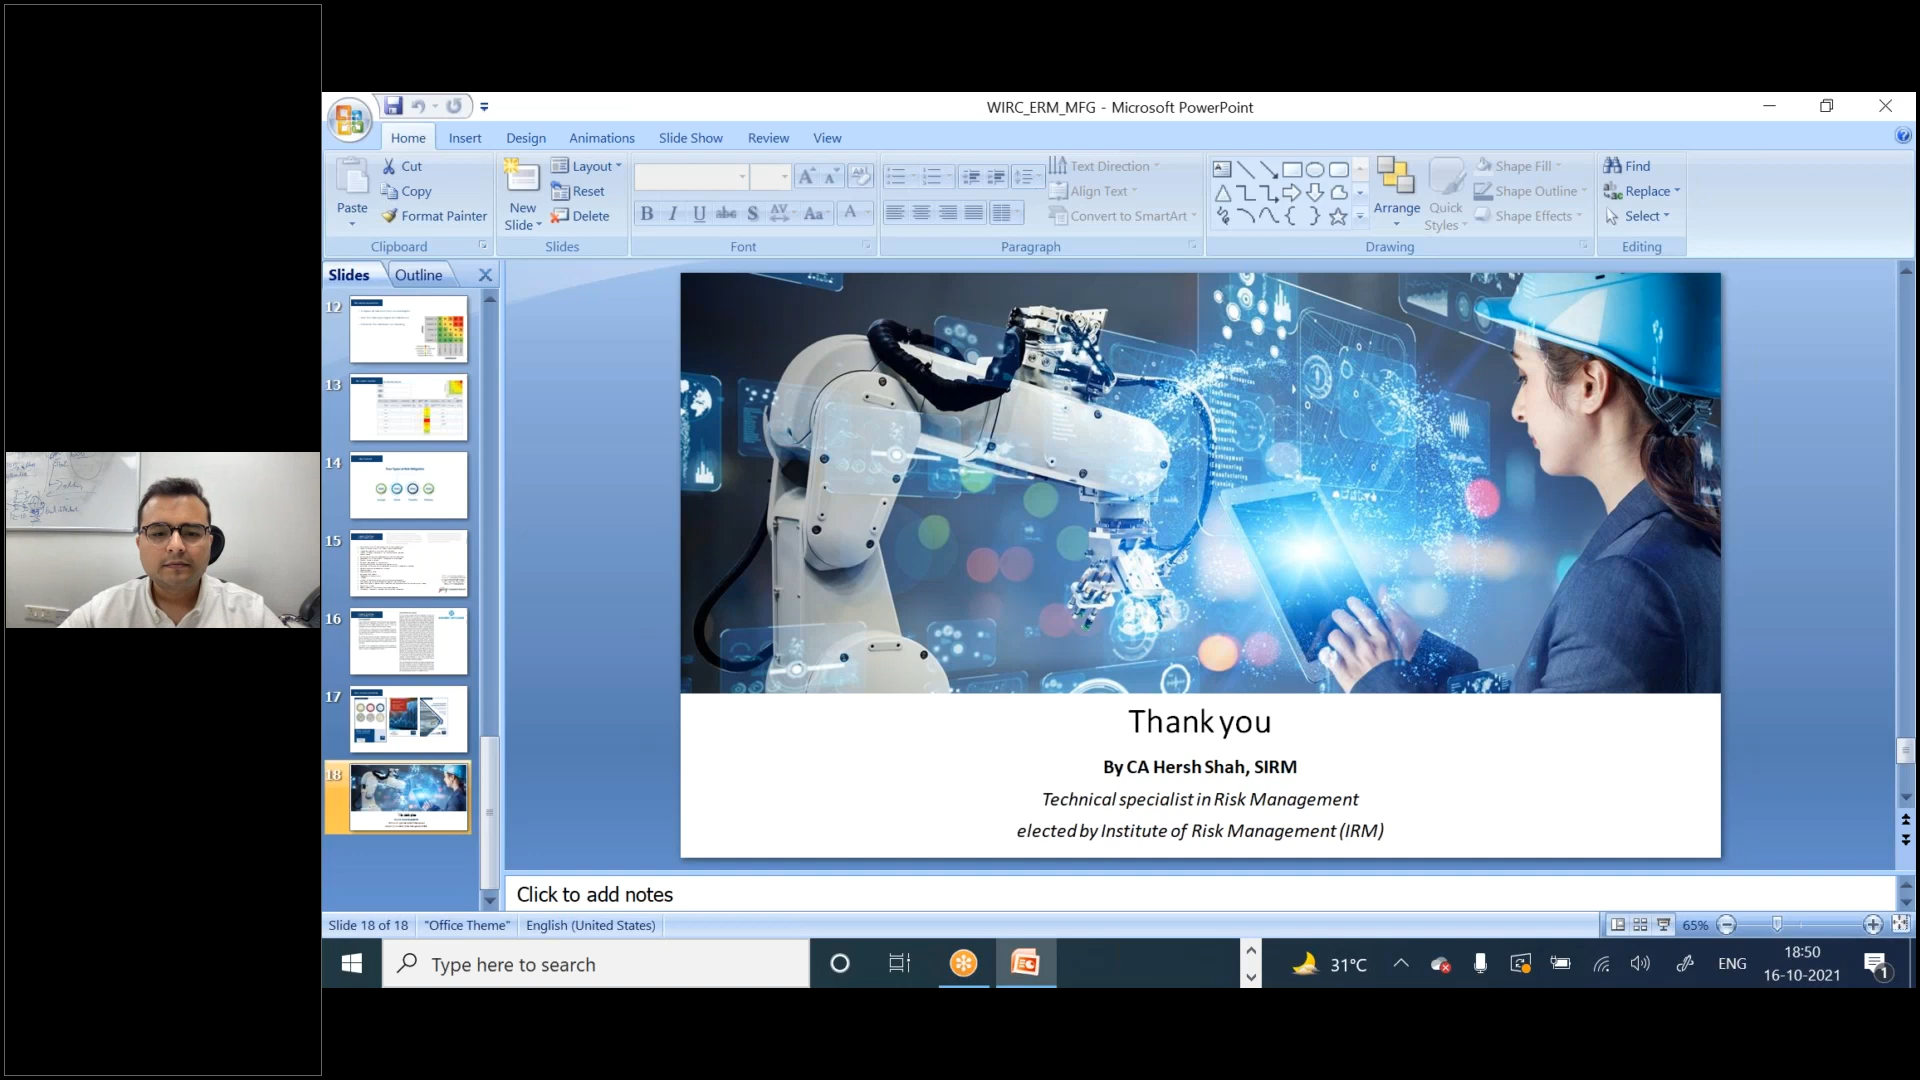 WIRC_ERM_MFG - Microsoft PowerPoint
Home Insert Design Animations Slide Show Review View
Paste
Cut
Copy
Format Painter
Clipboard
New Slide
Layout
Reset
Delete
Slides
B I U abc S AV Aa A
Font
Text Direction
Align Text
Convert to SmartArt
Paragraph
Arrange
Quick Styles
Shape Fill
Shape Outline
Shape Effects
Drawing
Find
Replace
Select
Editing
Slides Outline
12
13
14
15
16
17
18
Thank you
By CA Hersh Shah, SIRM
Technical specialist in Risk Management
elected by Institute of Risk Management (IRM)
Click to add notes
Slide 18 of 18 "Office Theme" English (United States) 65%
Type here to search
31°C ENG
18:50
16-10-2021
1